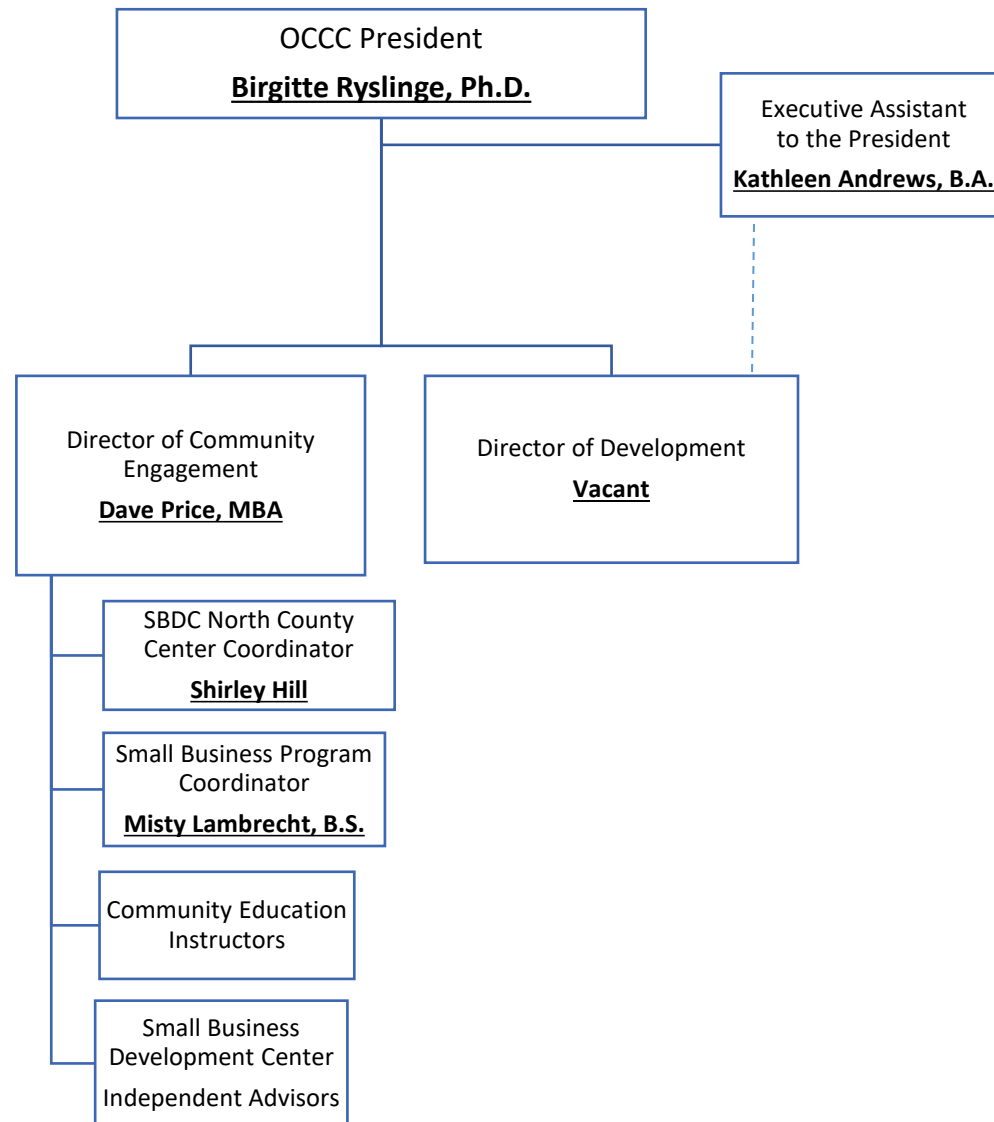 OCCC President
Birgitte Ryslinge, Ph.D.
Executive Assistant
to the President
Kathleen Andrews, B.A.
Director of Community
Engagement
Dave Price, MBA
Director of Development
Vacant
SBDC North County
Center Coordinator
Shirley Hill
Small Business Program
Coordinator
Misty Lambrecht, B.S.
Community Education
Instructors
Small Business
Development Center
Independent Advisors